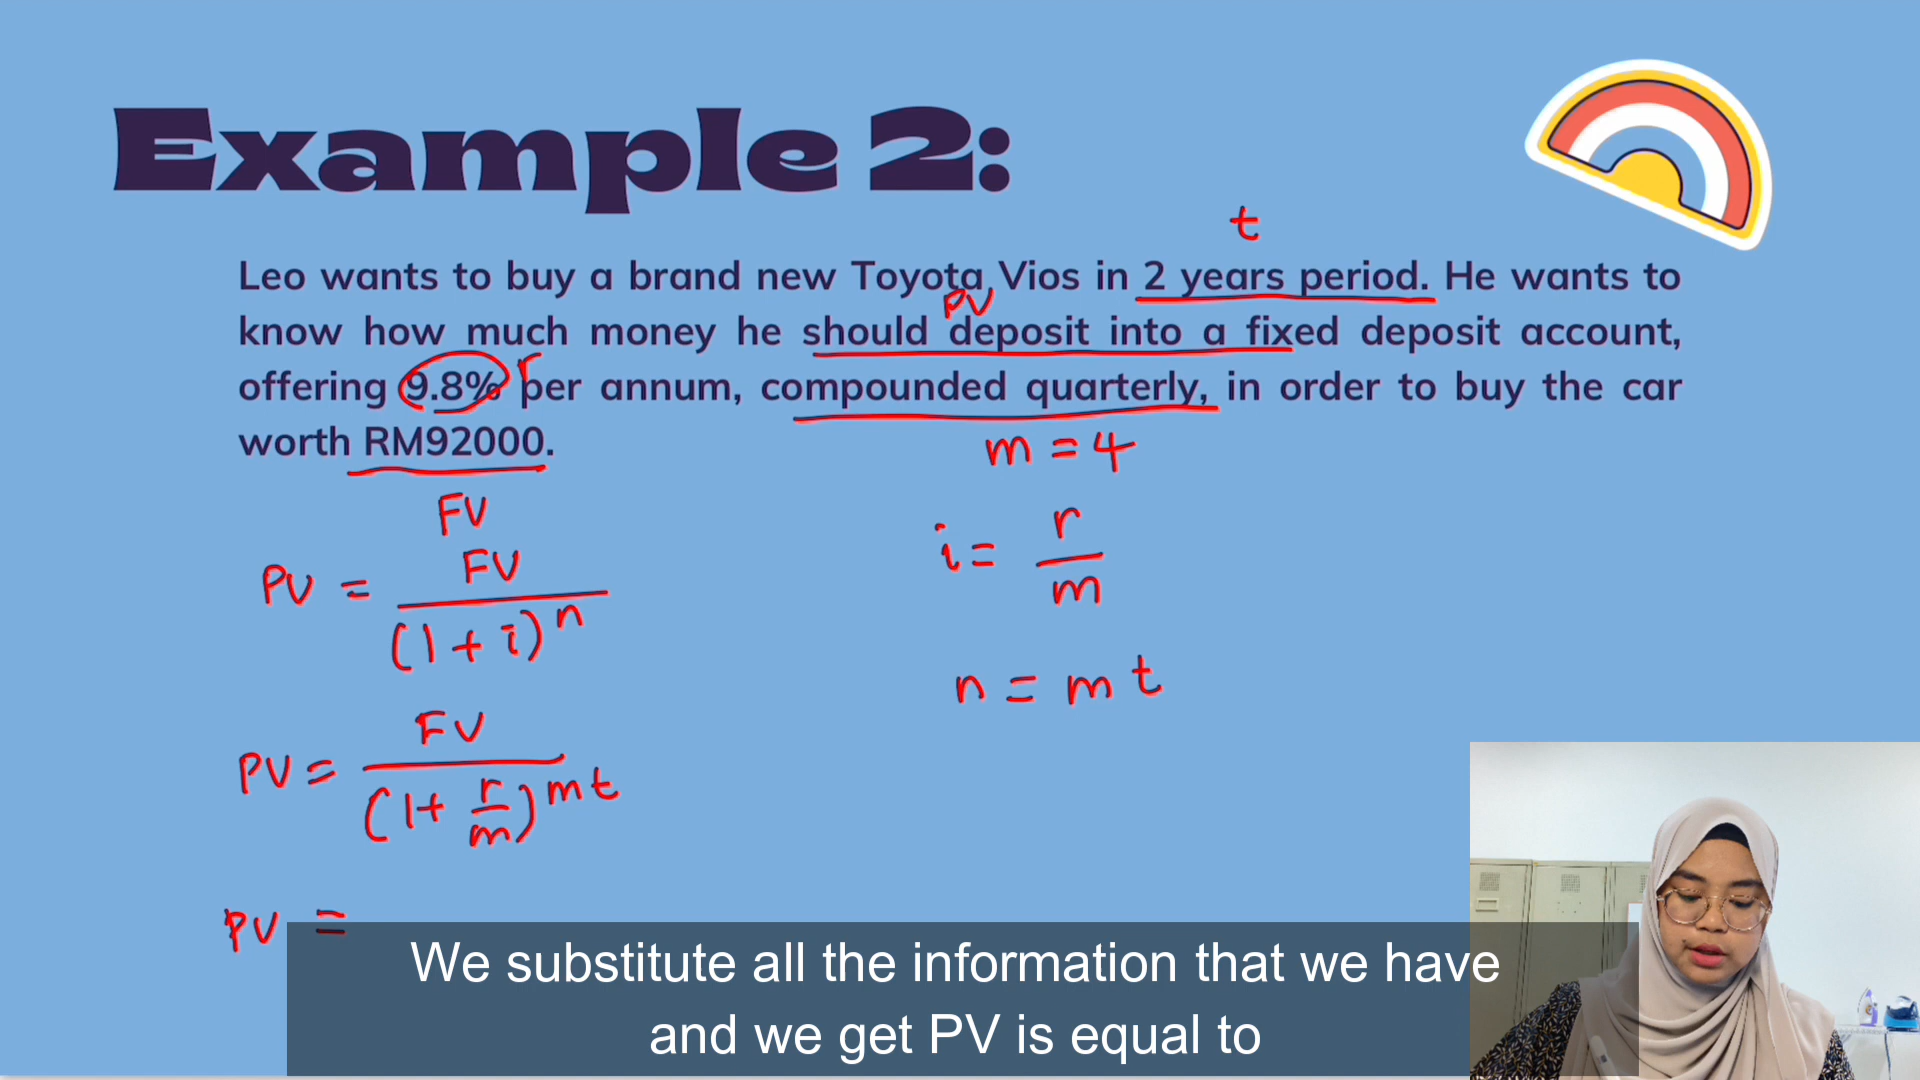 Example 2:
t
Leo wants to buy a brand new Toyota Vios in 2 years period. He wants to
PV
know how much money he should deposit into a fixed deposit account,
r
offering 9.8% per annum, compounded quarterly, in order to buy the car
worth RM92000.
m = 4
FV
PV = FV / (1 + i)^n
i = r / m
n = m t
PV = FV / (1 + r/m)^mt
PV =
We substitute all the information that we have
and we get PV is equal to